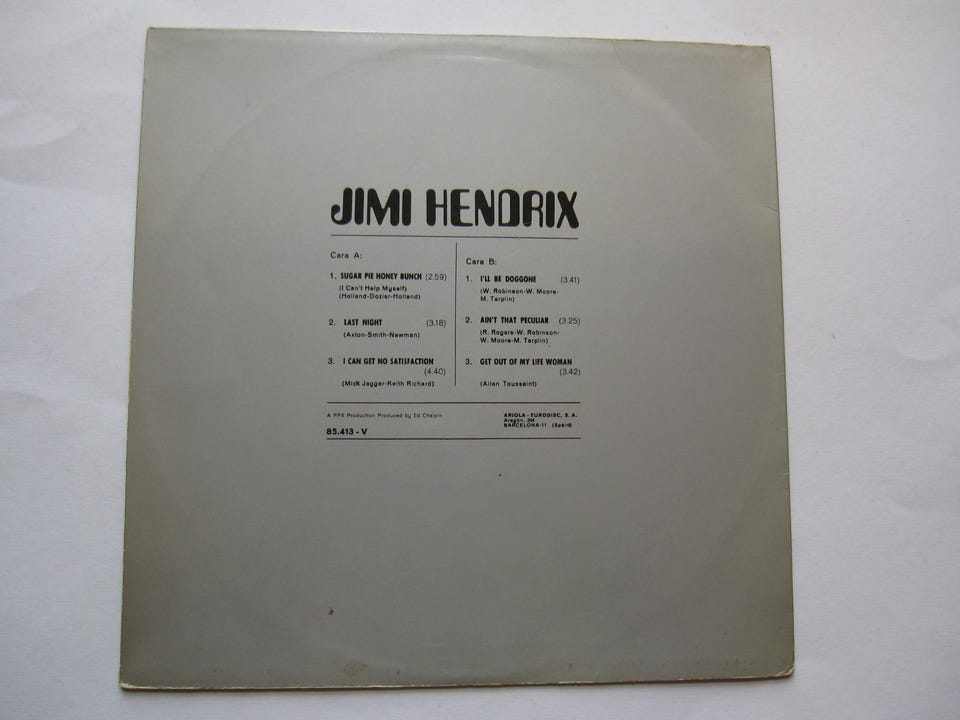 JIMI HENDRIX
Cara A:
1. SUGAR PIE HONEY BUNCH (2.59)
(I Can't Help Myself)
(Holland-Dozier-Holland)
2. LAST NIGHT (3.18)
(Axton-Smith-Newman)
3. I CAN GET NO SATISFACTION
(4.40)
(Mick Jagger-Keith Richard)
Cara B:
1. I'LL BE DOGGONE (3.41)
(W. Robinson-W. Moore-
M. Tarplin)
2. AIN'T THAT PECULIAR (3.25)
(R. Rogers-W. Robinson-
W. Moore-M. Tarplin)
3. GET OUT OF MY LIFE WOMAN
(3.42)
(Allan Toussaint)
A PPX Production Produced by Ed Chalpin
85.413 - V
ARIOLA - EURODISC, S. A.
Aragón, 204
BARCELONA-11 (Spain)